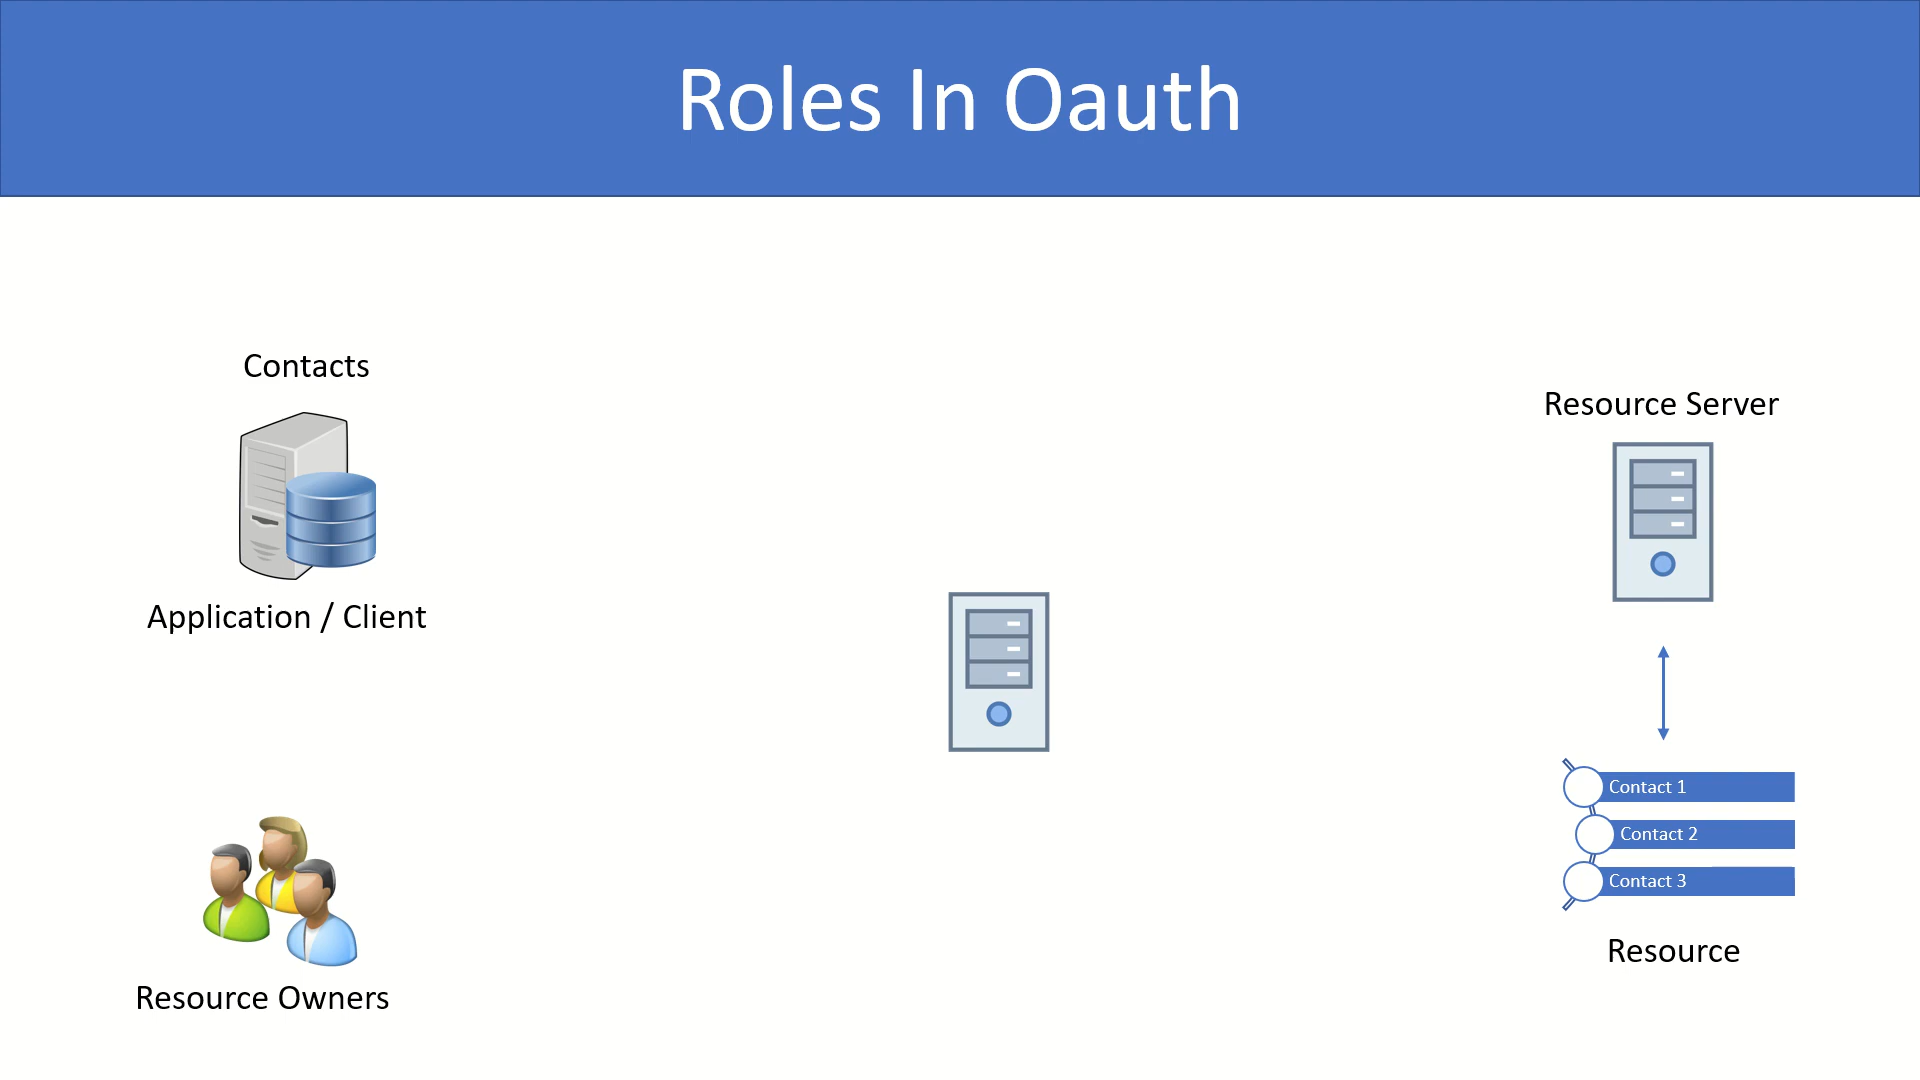 Roles In Oauth
Contacts
Application / Client
Resource Owners
Resource Server
Contact 1
Contact 2
Contact 3
Resource